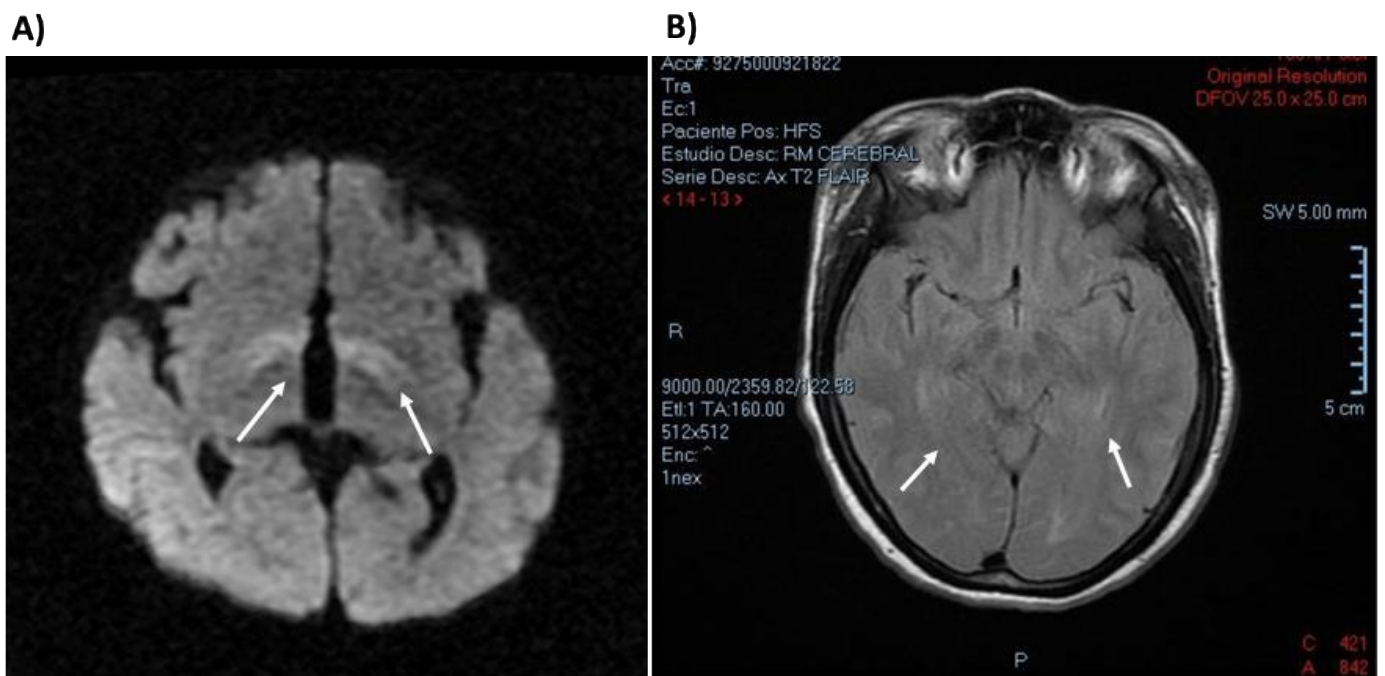 A)
B)
Acc#: 9275000921822
Tra
Ec:1
Paciente Pos: HFS
Estudio Desc: RM CEREBRAL
Serie Desc: Ax T2 FLAIR
< 14 - 13 >
Original Resolution
DFOV 25.0 x 25.0 cm
SW 5.00 mm
R
9000.00/2359.82/122.58
Etl:1 TA:160.00
512x512
Enc: ^
1nex
5 cm
P
C 421
A 842